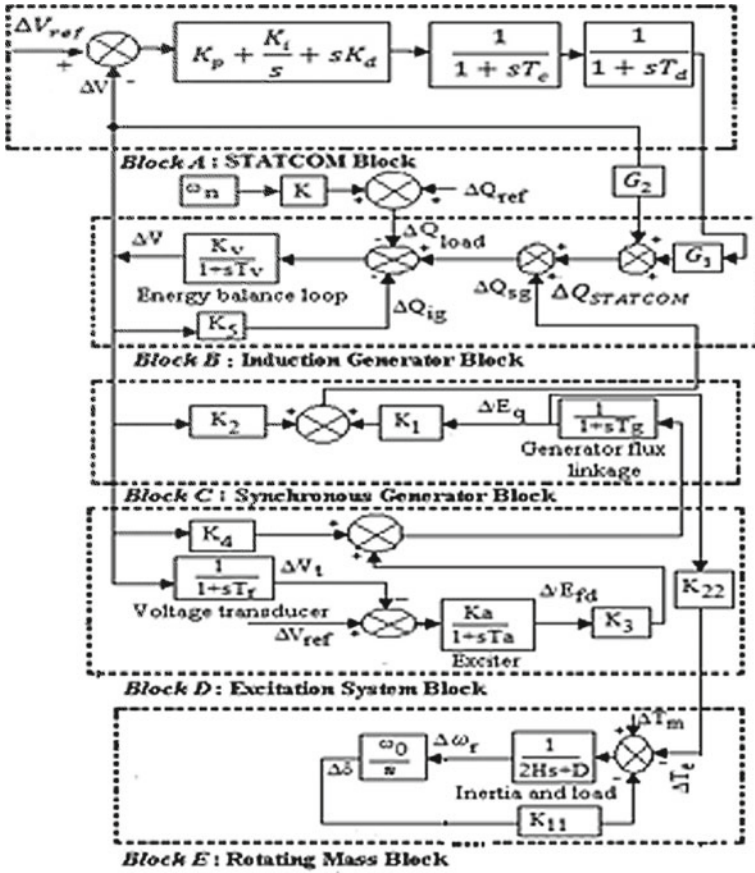 ΔV_ref
+
-
ΔV
K_p + K_i/s + sK_d
1/(1 + sT_e)
1/(1 + sT_d)
Block A : STATCOM Block
ω_n
K
+
+
ΔQ_ref
G_2
ΔV
K_v/(1+sT_v)
Energy balance loop
ΔQ_load
-
+
+
+
+
+
+
G_1
ΔQ_sg
ΔQ_STATCOM
K_5
ΔQ_ig
Block B : Induction Generator Block
K_2
+
+
K_1
ΔE_q
1/(1+sT_g)
Generator flux
linkage
Block C : Synchronous Generator Block
K_4
+
+
1/(1+sT_r)
ΔV_t
Voltage transducer
-
ΔV_ref
+
Ka/(1+sTa)
Exciter
ΔE_fd
K_3
K_22
Block D : Excitation System Block
ΔT_m
+
ω_0/s
Δω_r
Δδ
1/(2Hs+D)
Inertia and load
-
-
ΔT_e
K_11
Block E : Rotating Mass Block